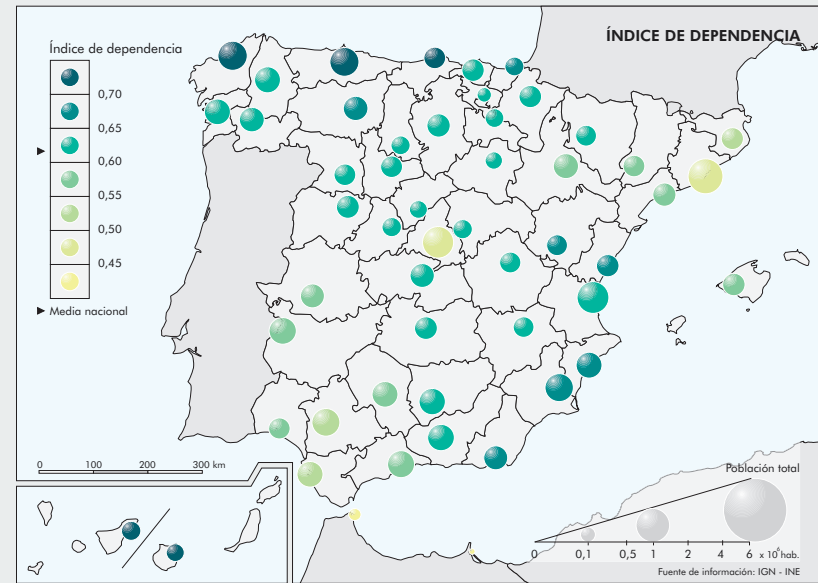 ÍNDICE DE DEPENDENCIA
Índice de dependencia
0,70
0,65
0,60
0,55
0,50
0,45
Media nacional
0 100 200 300 km
Población total
0 0,1 0,5 1 2 4 6 x 10⁶ hab.
Fuente de información: IGN - INE